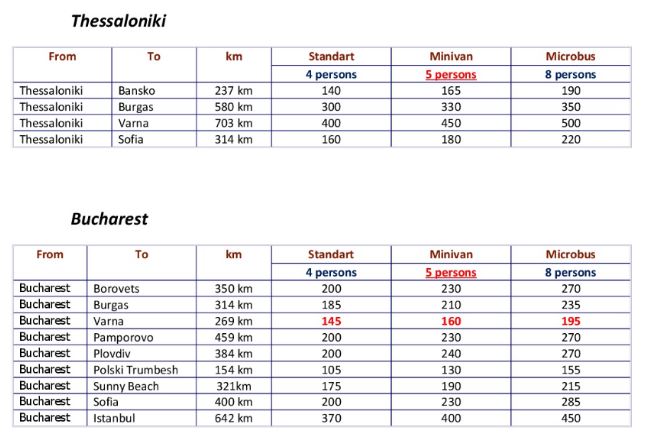 Thessaloniki
From To km Standart Minivan Microbus
4 persons 5 persons 8 persons
Thessaloniki Bansko 237 km 140 165 190
Thessaloniki Burgas 580 km 300 330 350
Thessaloniki Varna 703 km 400 450 500
Thessaloniki Sofia 314 km 160 180 220
Bucharest
From To km Standart Minivan Microbus
4 persons 5 persons 8 persons
Bucharest Borovets 350 km 200 230 270
Bucharest Burgas 314 km 185 210 235
Bucharest Varna 269 km 145 160 195
Bucharest Pamporovo 459 km 200 230 270
Bucharest Plovdiv 384 km 200 240 270
Bucharest Polski Trumbesh 154 km 105 130 155
Bucharest Sunny Beach 321km 175 190 215
Bucharest Sofia 400 km 200 230 285
Bucharest Istanbul 642 km 370 400 450